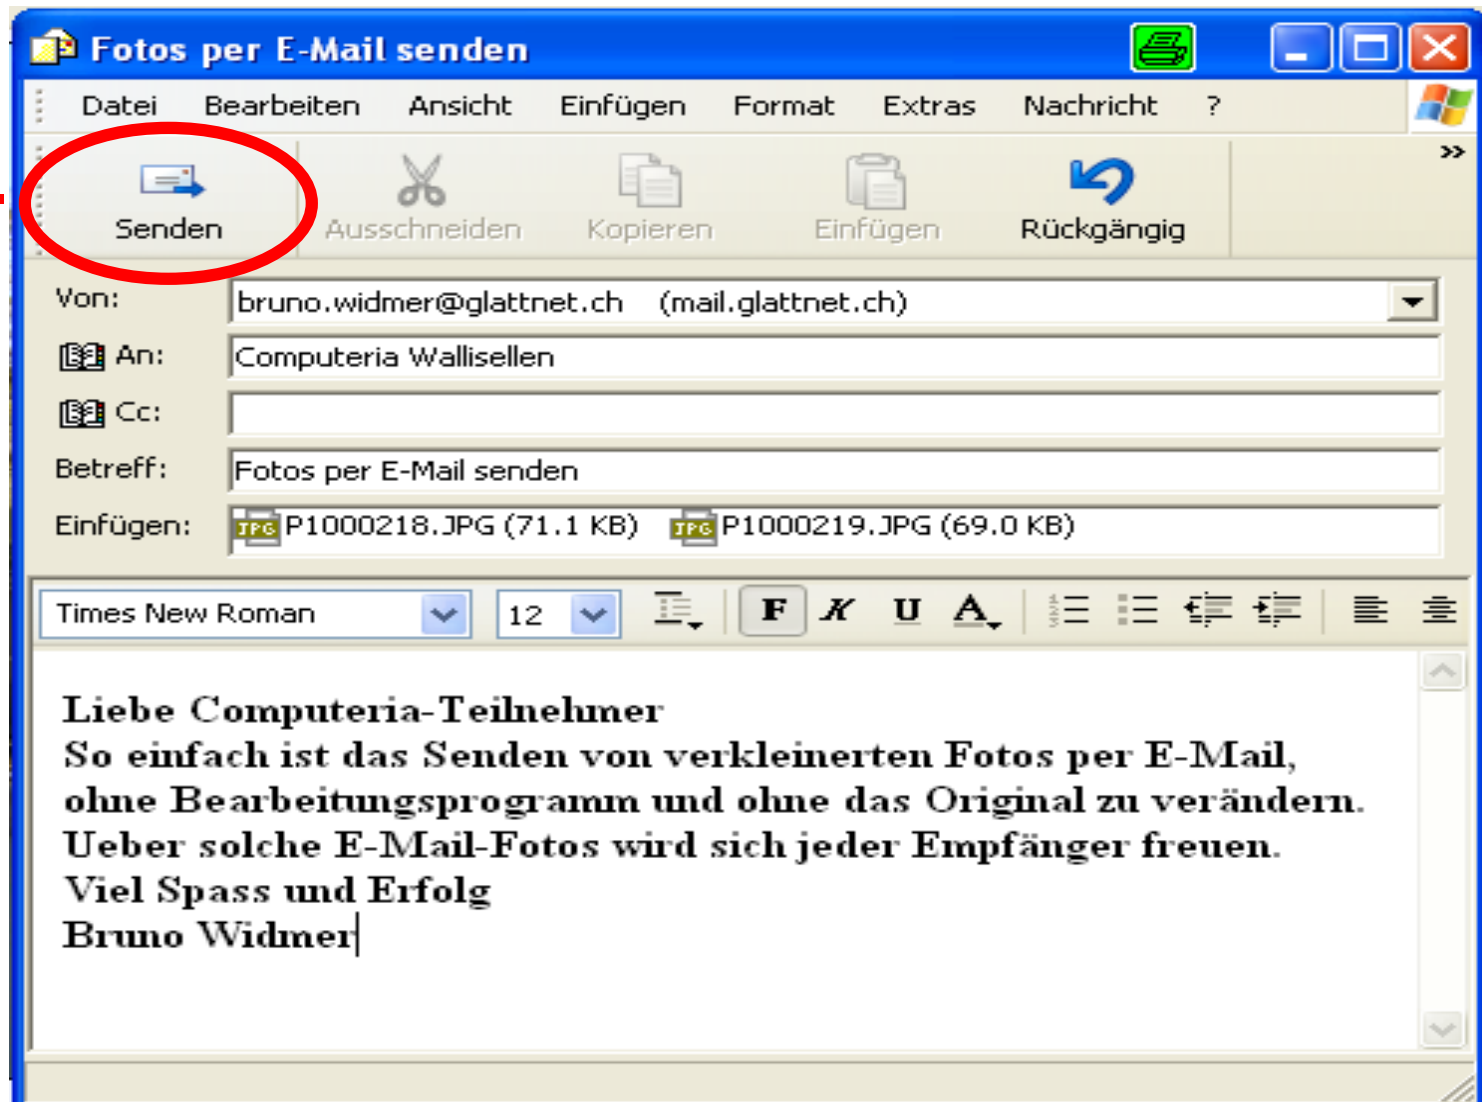 Fotos per E-Mail senden
Datei Bearbeiten Ansicht Einfügen Format Extras Nachricht ?
Senden Ausschneiden Kopieren Einfügen Rückgängig »
Von: bruno.widmer@glattnet.ch (mail.glattnet.ch)
An: Computeria Wallisellen
Cc:
Betreff: Fotos per E-Mail senden
Einfügen: JPG P1000218.JPG (71.1 KB) JPG P1000219.JPG (69.0 KB)
Times New Roman 12 F K U A
Liebe Computeria-Teilnehmer
So einfach ist das Senden von verkleinerten Fotos per E-Mail,
ohne Bearbeitungsprogramm und ohne das Original zu verändern.
Ueber solche E-Mail-Fotos wird sich jeder Empfänger freuen.
Viel Spass und Erfolg
Bruno Widmer